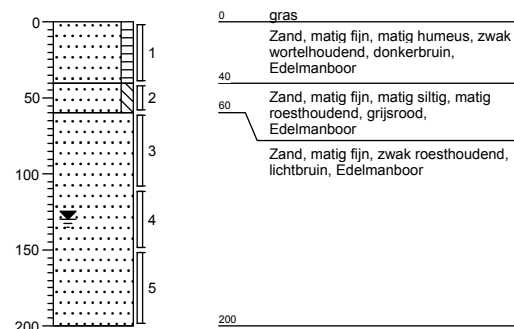 0
50
100
150
200
1
2
3
4
5
0
gras
Zand, matig fijn, matig humeus, zwak
wortelhoudend, donkerbruin,
Edelmanboor
40
Zand, matig fijn, matig siltig, matig
roesthoudend, grijsrood,
Edelmanboor
60
Zand, matig fijn, zwak roesthoudend,
lichtbruin, Edelmanboor
200